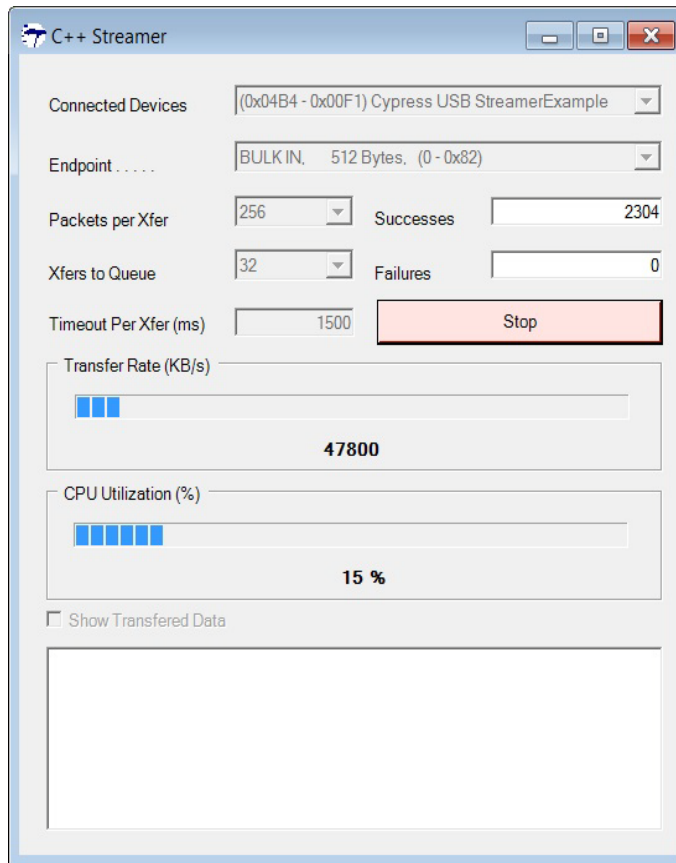 C++ Streamer
Connected Devices (0x04B4 - 0x00F1) Cypress USB StreamerExample
Endpoint . . . . . BULK IN, 512 Bytes, (0 - 0x82)
Packets per Xfer 256 Successes 2304
Xfers to Queue 32 Failures 0
Timeout Per Xfer (ms) 1500 Stop
Transfer Rate (KB/s)
47800
CPU Utilization (%)
15 %
Show Transfered Data